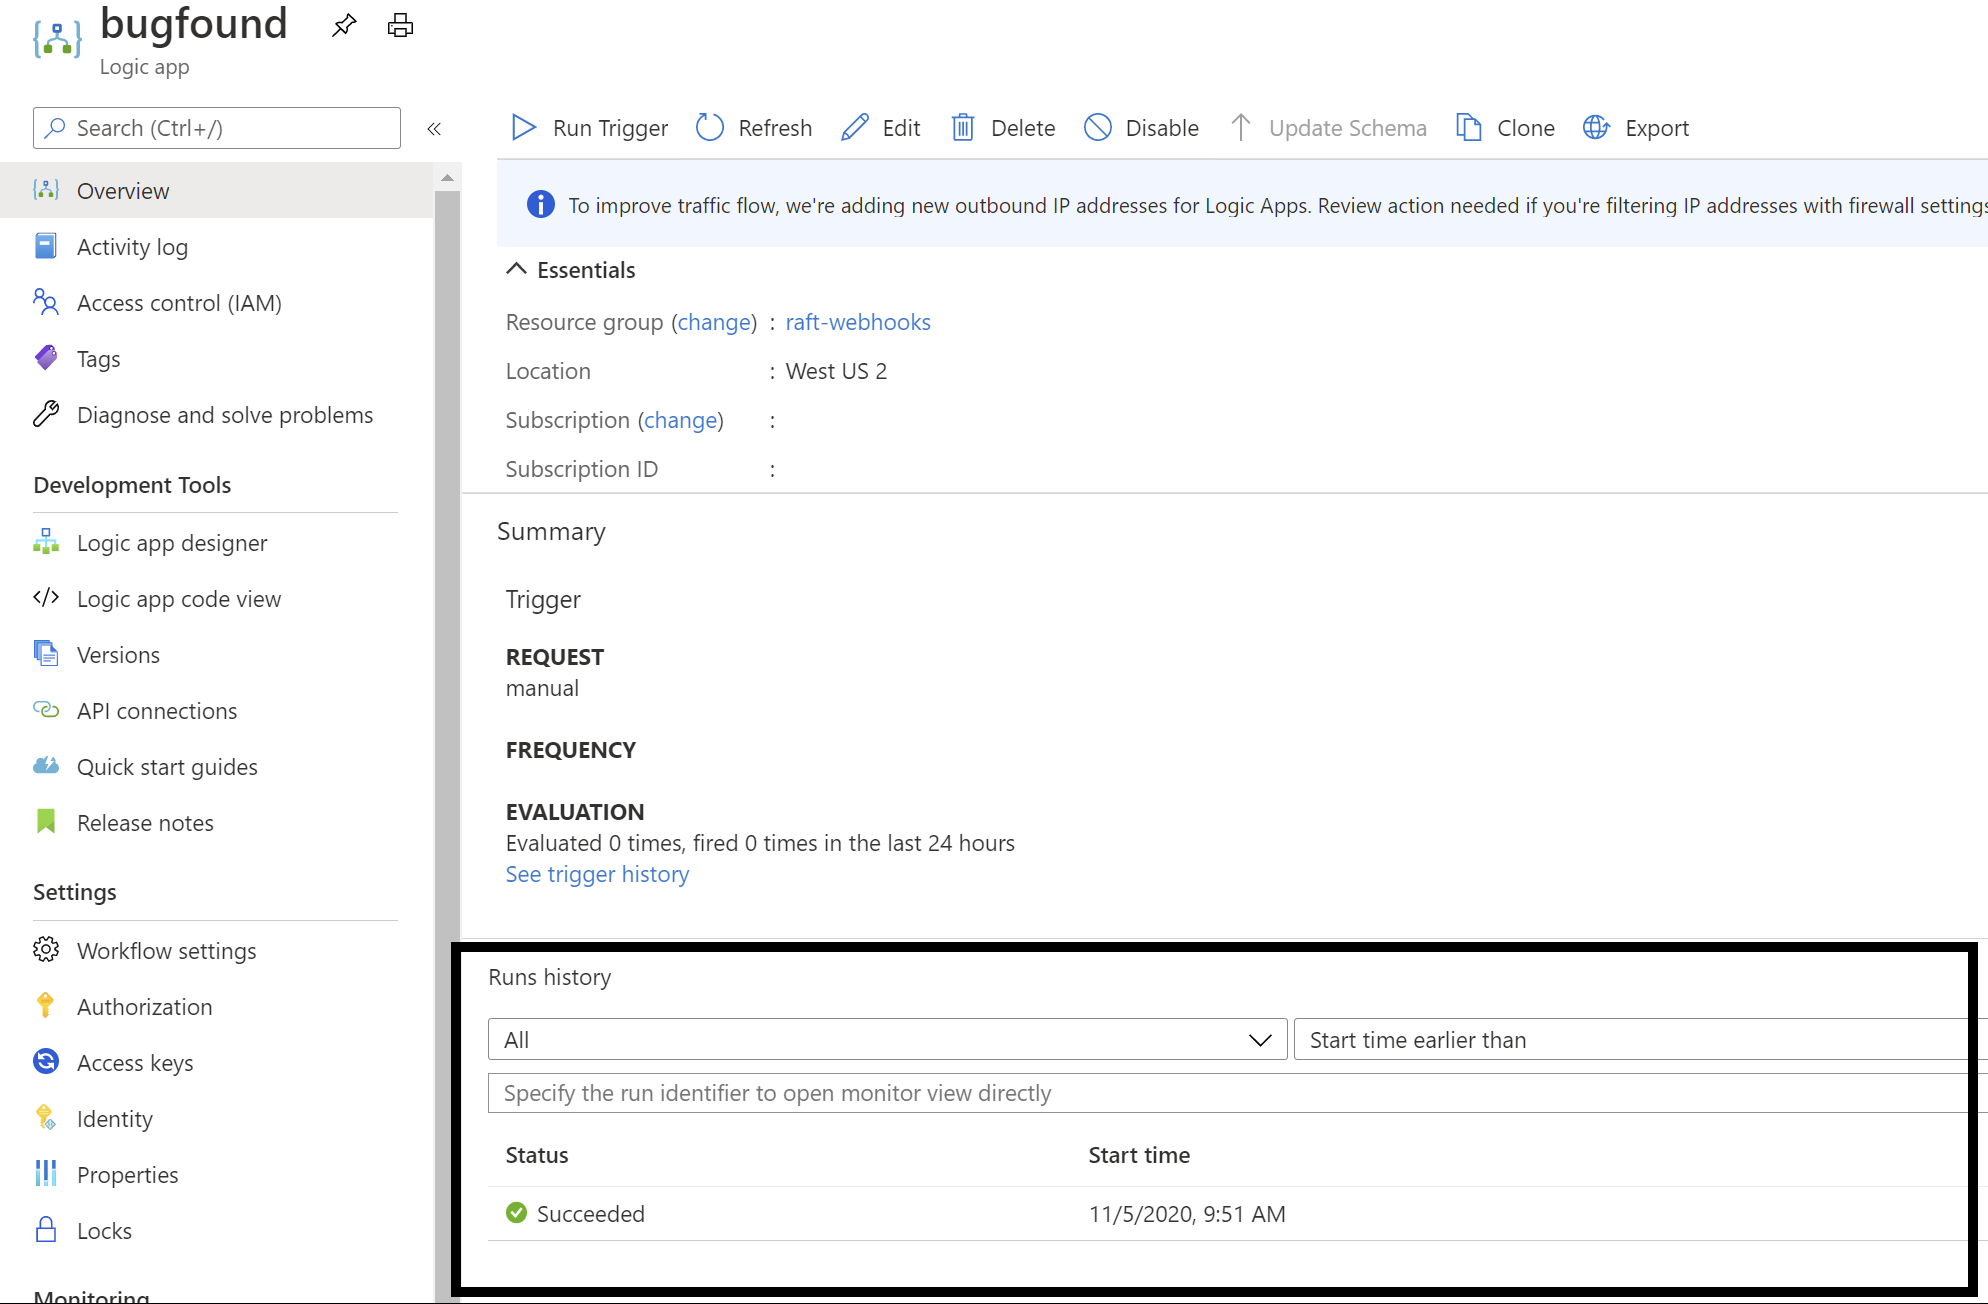 bugfound
Logic app
Search (Ctrl+/)
«
Overview
Activity log
Access control (IAM)
Tags
Diagnose and solve problems
Development Tools
Logic app designer
Logic app code view
Versions
API connections
Quick start guides
Release notes
Settings
Workflow settings
Authorization
Access keys
Identity
Properties
Locks
Monitoring
Run Trigger Refresh Edit Delete Disable Update Schema Clone Export
To improve traffic flow, we're adding new outbound IP addresses for Logic Apps. Review action needed if you're filtering IP addresses with firewall settings
Essentials
Resource group (change) : raft-webhooks
Location : West US 2
Subscription (change) :
Subscription ID :
Summary
Trigger
REQUEST
manual
FREQUENCY
EVALUATION
Evaluated 0 times, fired 0 times in the last 24 hours
See trigger history
Runs history
All Start time earlier than
Specify the run identifier to open monitor view directly
Status Start time
Succeeded 11/5/2020, 9:51 AM